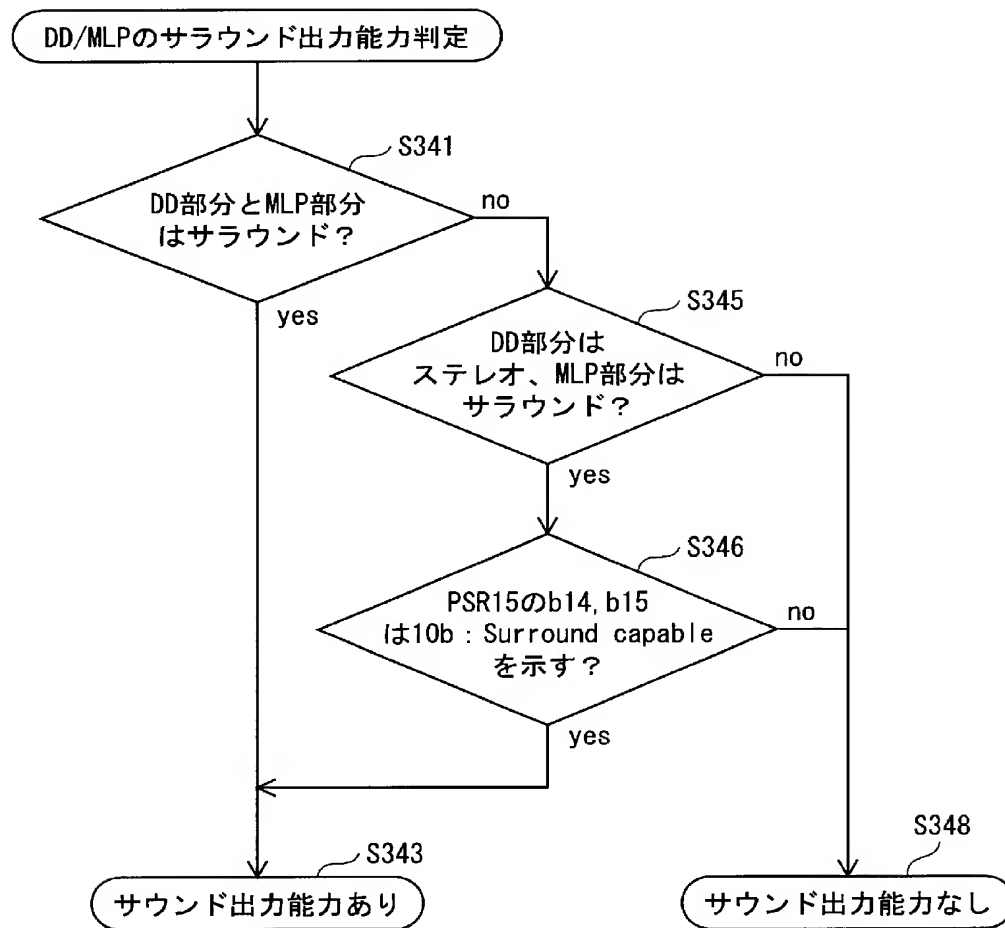 DD/MLPのサラウンド出力能力判定
S341
DD部分とMLP部分
はサラウンド？
no
yes
S345
DD部分は
ステレオ、MLP部分は
サラウンド？
no
yes
S346
PSR15のb14,b15
は10b：Surround capable
を示す？
no
yes
S343
サウンド出力能力あり
S348
サウンド出力能力なし